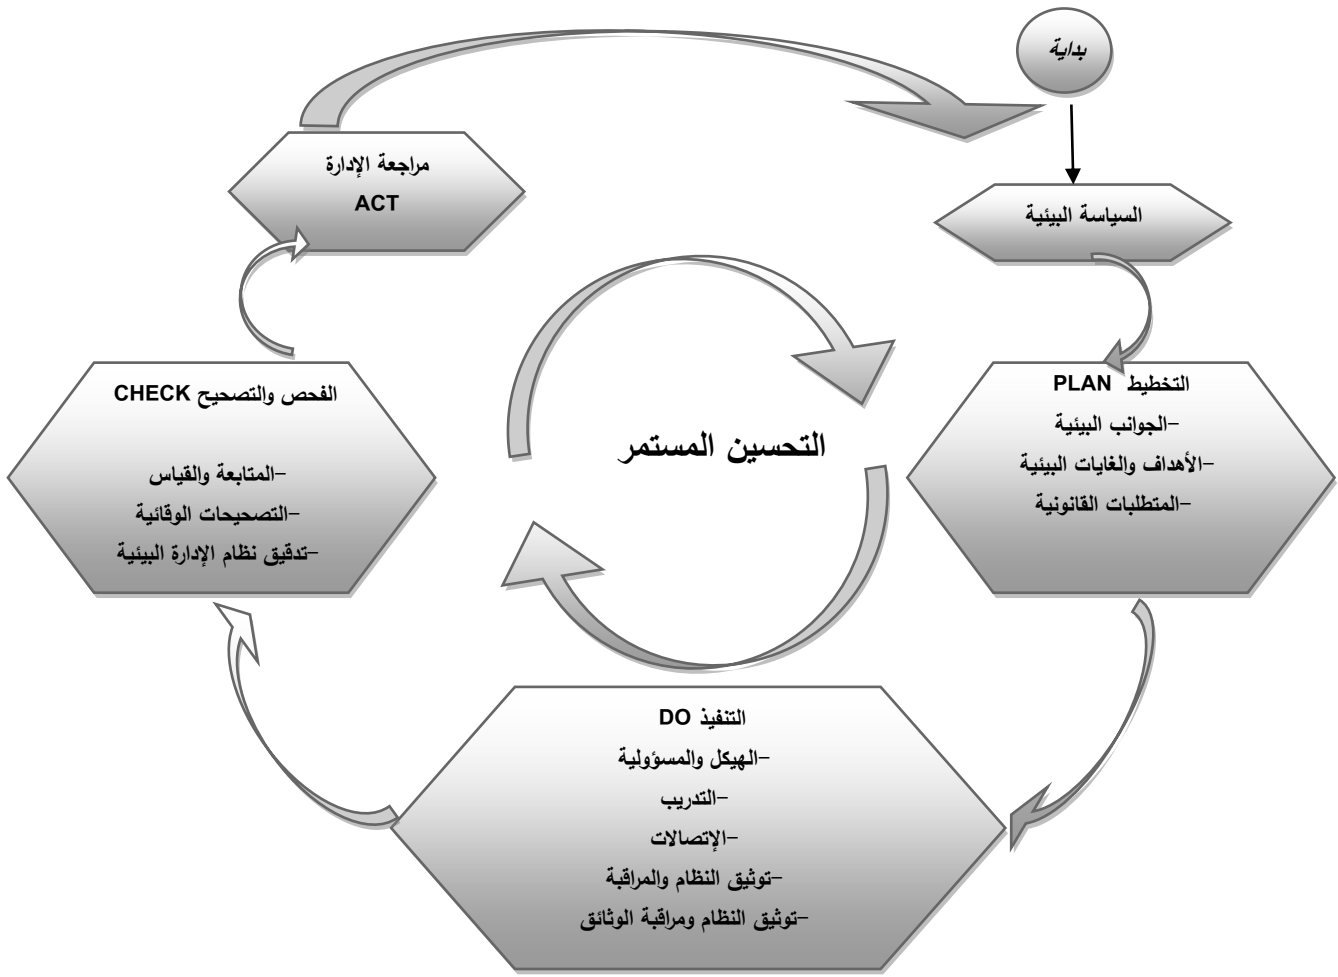 بداية
السياسة البيئية
التخطيط PLAN
-الجوانب البيئية
-الأهداف والغايات البيئية
-المتطلبات القانونية
التنفيذ DO
-الهيكل والمسؤولية
-التدريب
-الإتصالات
-توثيق النظام والمراقبة
-توثيق النظام ومراقبة الوثائق
الفحص والتصحيح CHECK
-المتابعة والقياس
-التصحيحات الوقائية
-تدقيق نظام الإدارة البيئية
مراجعة الإدارة
ACT
التحسين المستمر